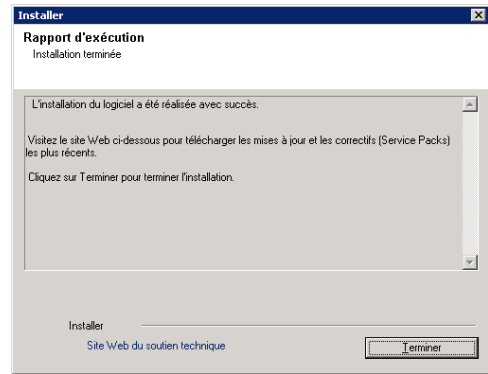 Installer
Rapport d'exécution
Installation terminée
L'installation du logiciel a été réalisée avec succès.
Visitez le site Web ci-dessous pour télécharger les mises à jour et les correctifs (Service Packs)
les plus récents.
Cliquez sur Terminer pour terminer l'installation.
Installer
Site Web du soutien technique
Terminer